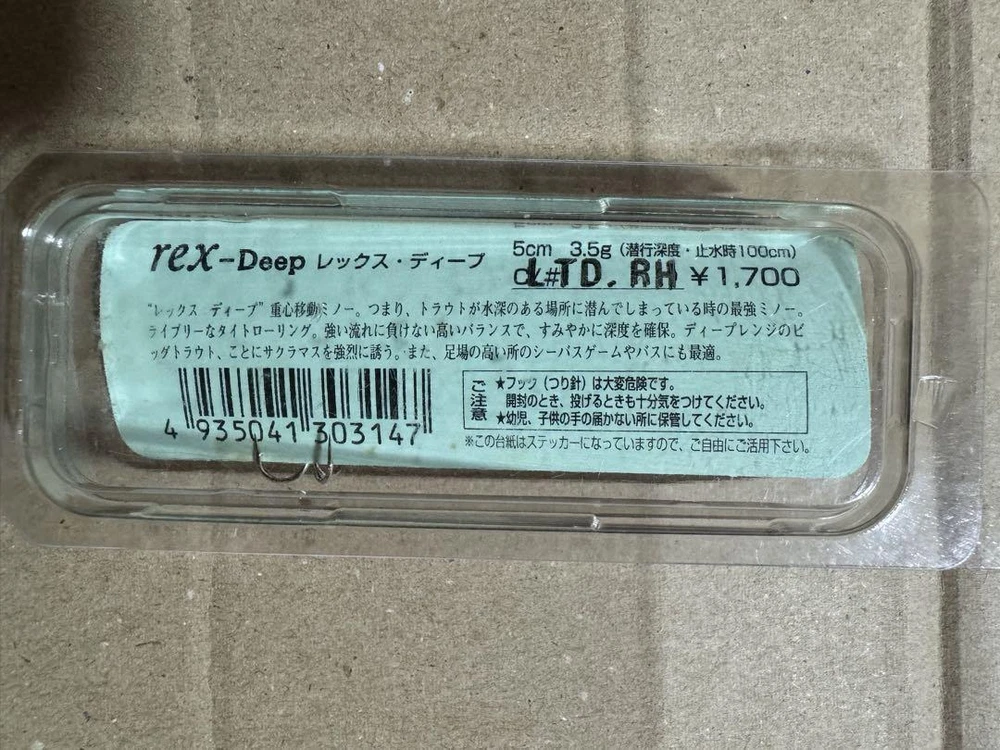 rex-Deep レックス・ディープ
5cm 3.5g (潜行深度・止水時100cm)
LTD. RH ¥1,700
"レックス ディープ" 重心移動ミノー。つまり、トラウトが水深のある場所に潜んでしまっている時の最強ミノー。
ライブリーなタイトローリング。強い流れに負けない高いバランスで、すみやかに深度を確保。ディープレンジのビ
ッグトラウト、ことにサクラマスを強烈に誘う。また、足場の高い所のシーバスゲームやバスにも最適。
4 935041 303147
ご注意
★フック(つり針)は大変危険です。
開封のとき、投げるときも十分気をつけてください。
★幼児、子供の手の届かない所に保管してください。
※この台紙はステッカーになっていますので、ご自由にご活用下さい。